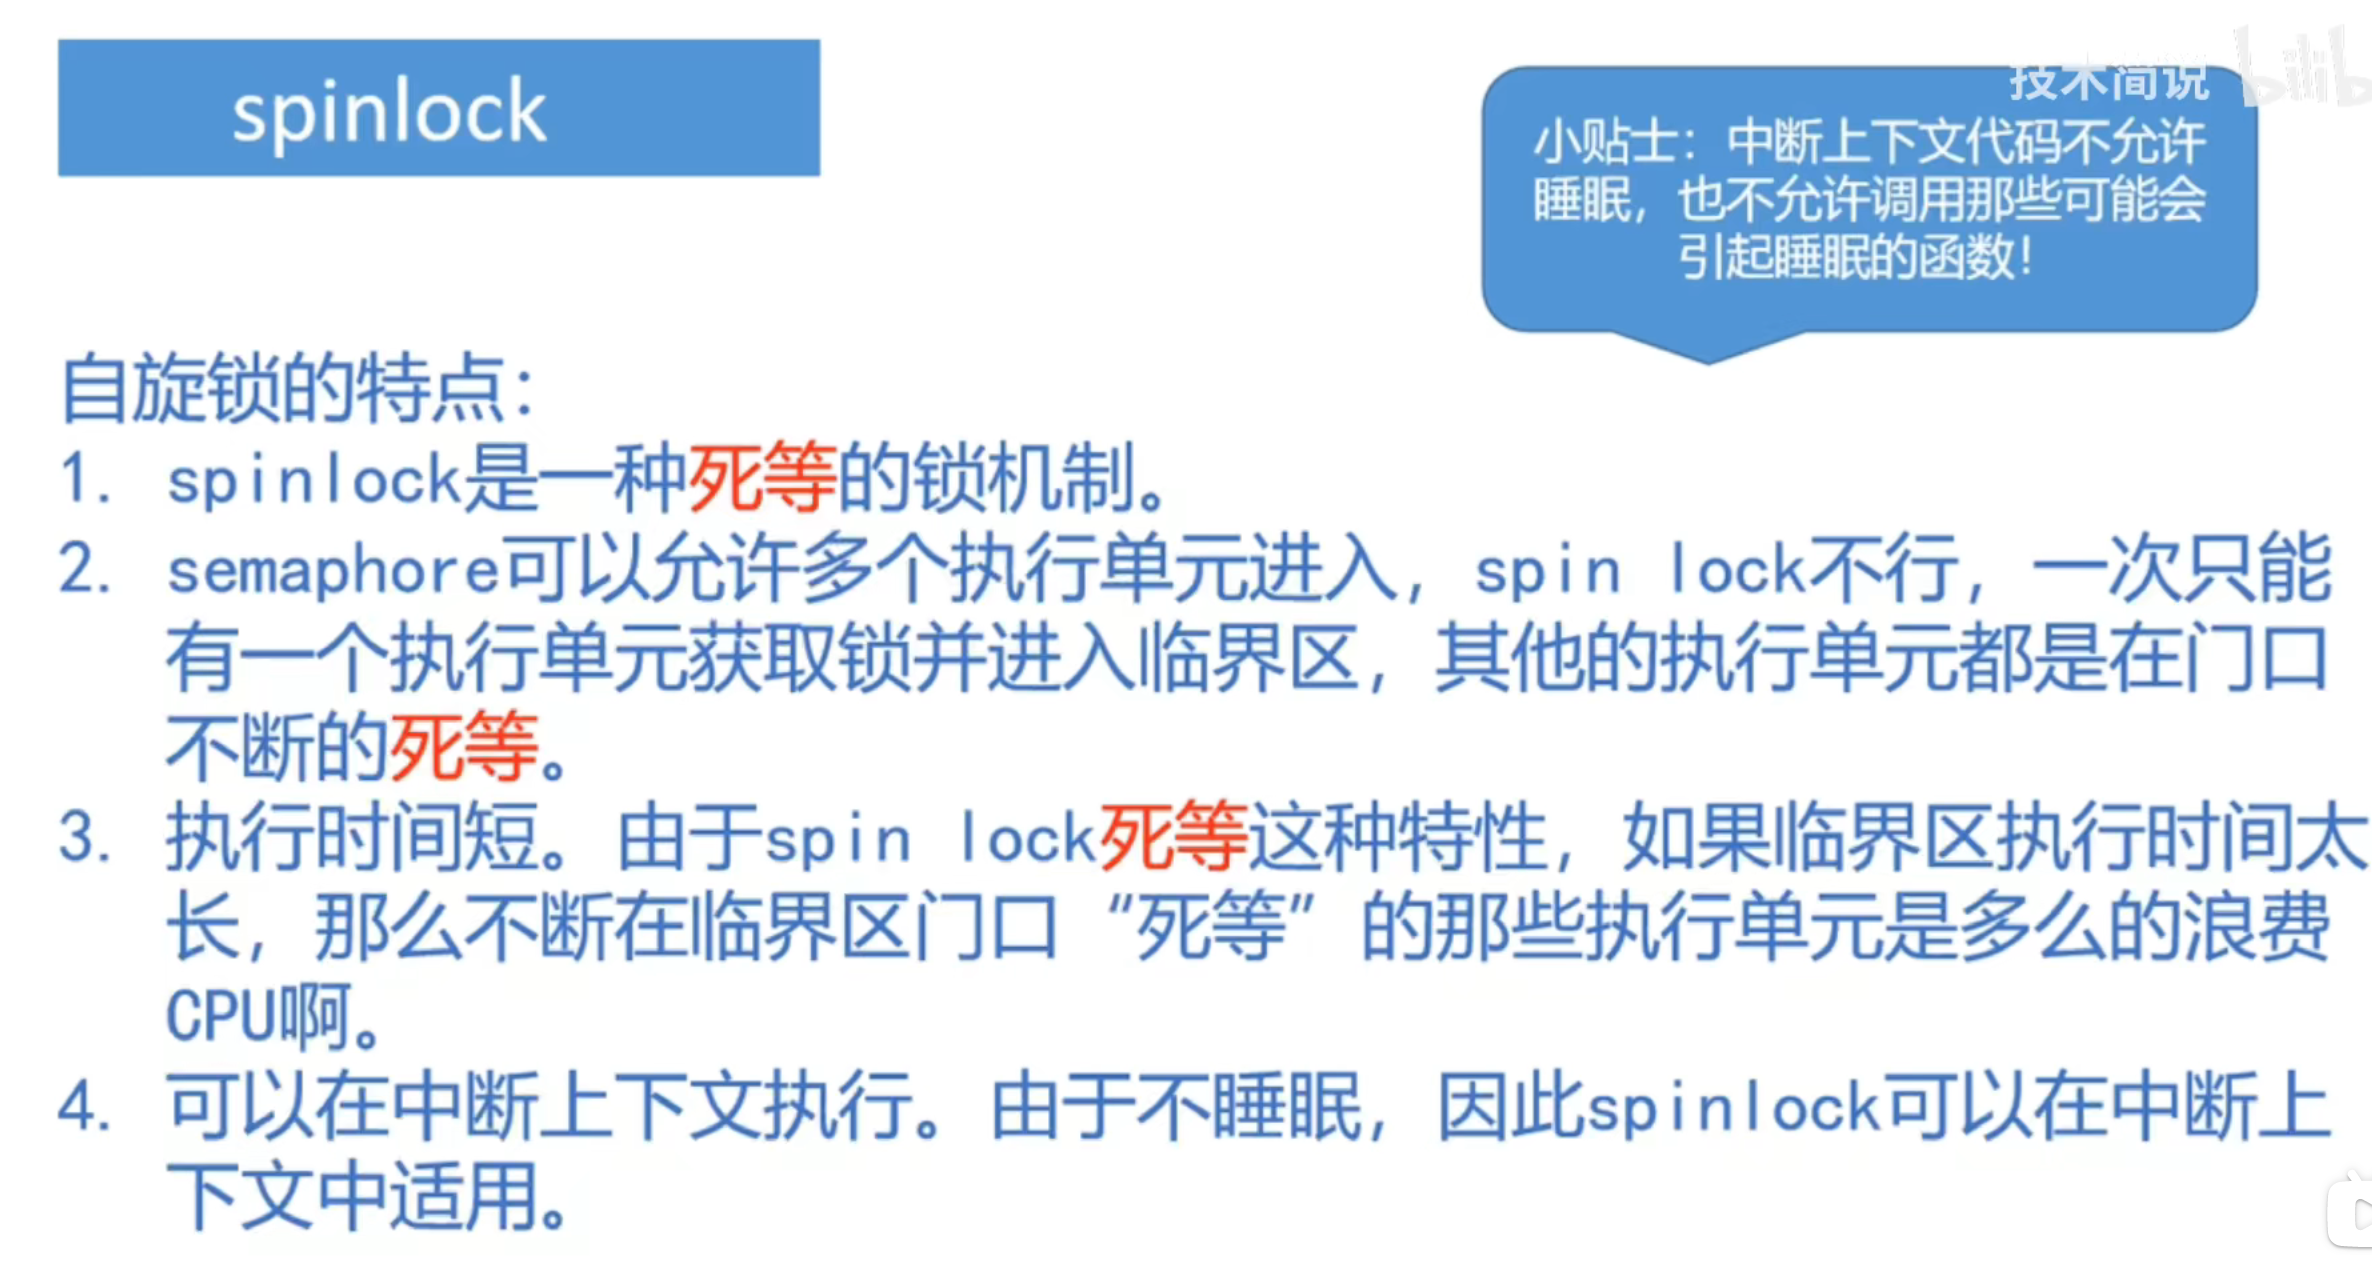 spinlock
技术简说
小贴士：中断上下文代码不允许
睡眠，也不允许调用那些可能会
引起睡眠的函数！
自旋锁的特点：
1. spinlock是一种死等的锁机制。
2. semaphore可以允许多个执行单元进入，spin lock不行，一次只能
有一个执行单元获取锁并进入临界区，其他的执行单元都是在门口
不断的死等。
3. 执行时间短。由于spin lock死等这种特性，如果临界区执行时间太
长，那么不断在临界区门口“死等”的那些执行单元是多么的浪费
CPU啊。
4. 可以在中断上下文执行。由于不睡眠，因此spinlock可以在中断上
下文中适用。